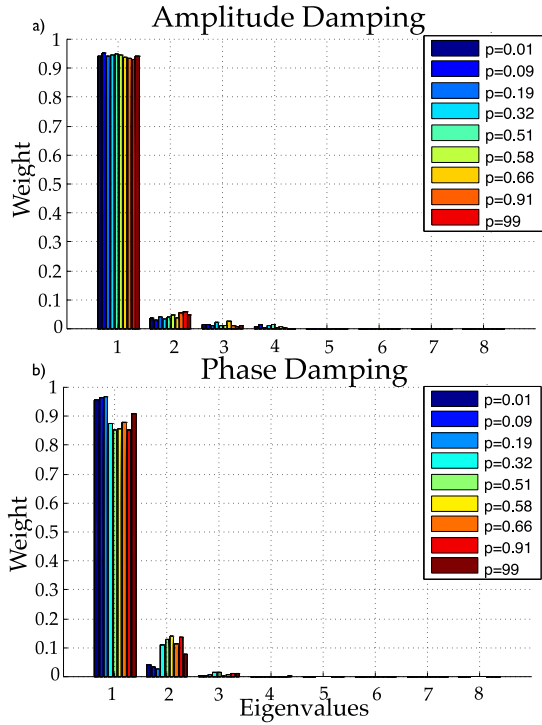 a)
Amplitude Damping
Weight
1
0.9
0.8
0.7
0.6
0.5
0.4
0.3
0.2
0.1
0
1 2 3 4 5 6 7 8
p=0.01
p=0.09
p=0.19
p=0.32
p=0.51
p=0.58
p=0.66
p=0.91
p=99
b)
Phase Damping
Weight
1
0.9
0.8
0.7
0.6
0.5
0.4
0.3
0.2
0.1
0
1 2 3 4 5 6 7 8
Eigenvalues
p=0.01
p=0.09
p=0.19
p=0.32
p=0.51
p=0.58
p=0.66
p=0.91
p=99